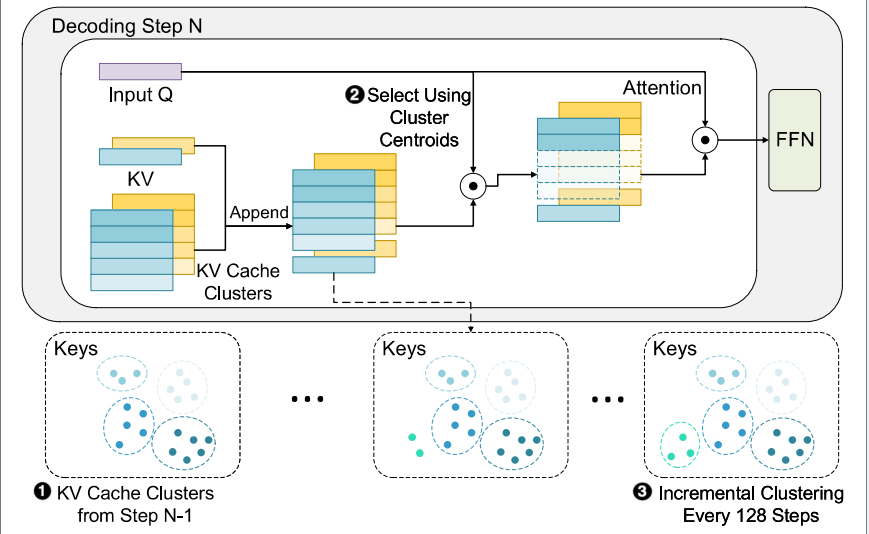 Decoding Step N
Input Q
❷ Select Using
Cluster
Centroids
Attention
FFN
KV
Append
KV Cache
Clusters
Keys
Keys
Keys
...
...
❶ KV Cache Clusters
from Step N-1
❸ Incremental Clustering
Every 128 Steps